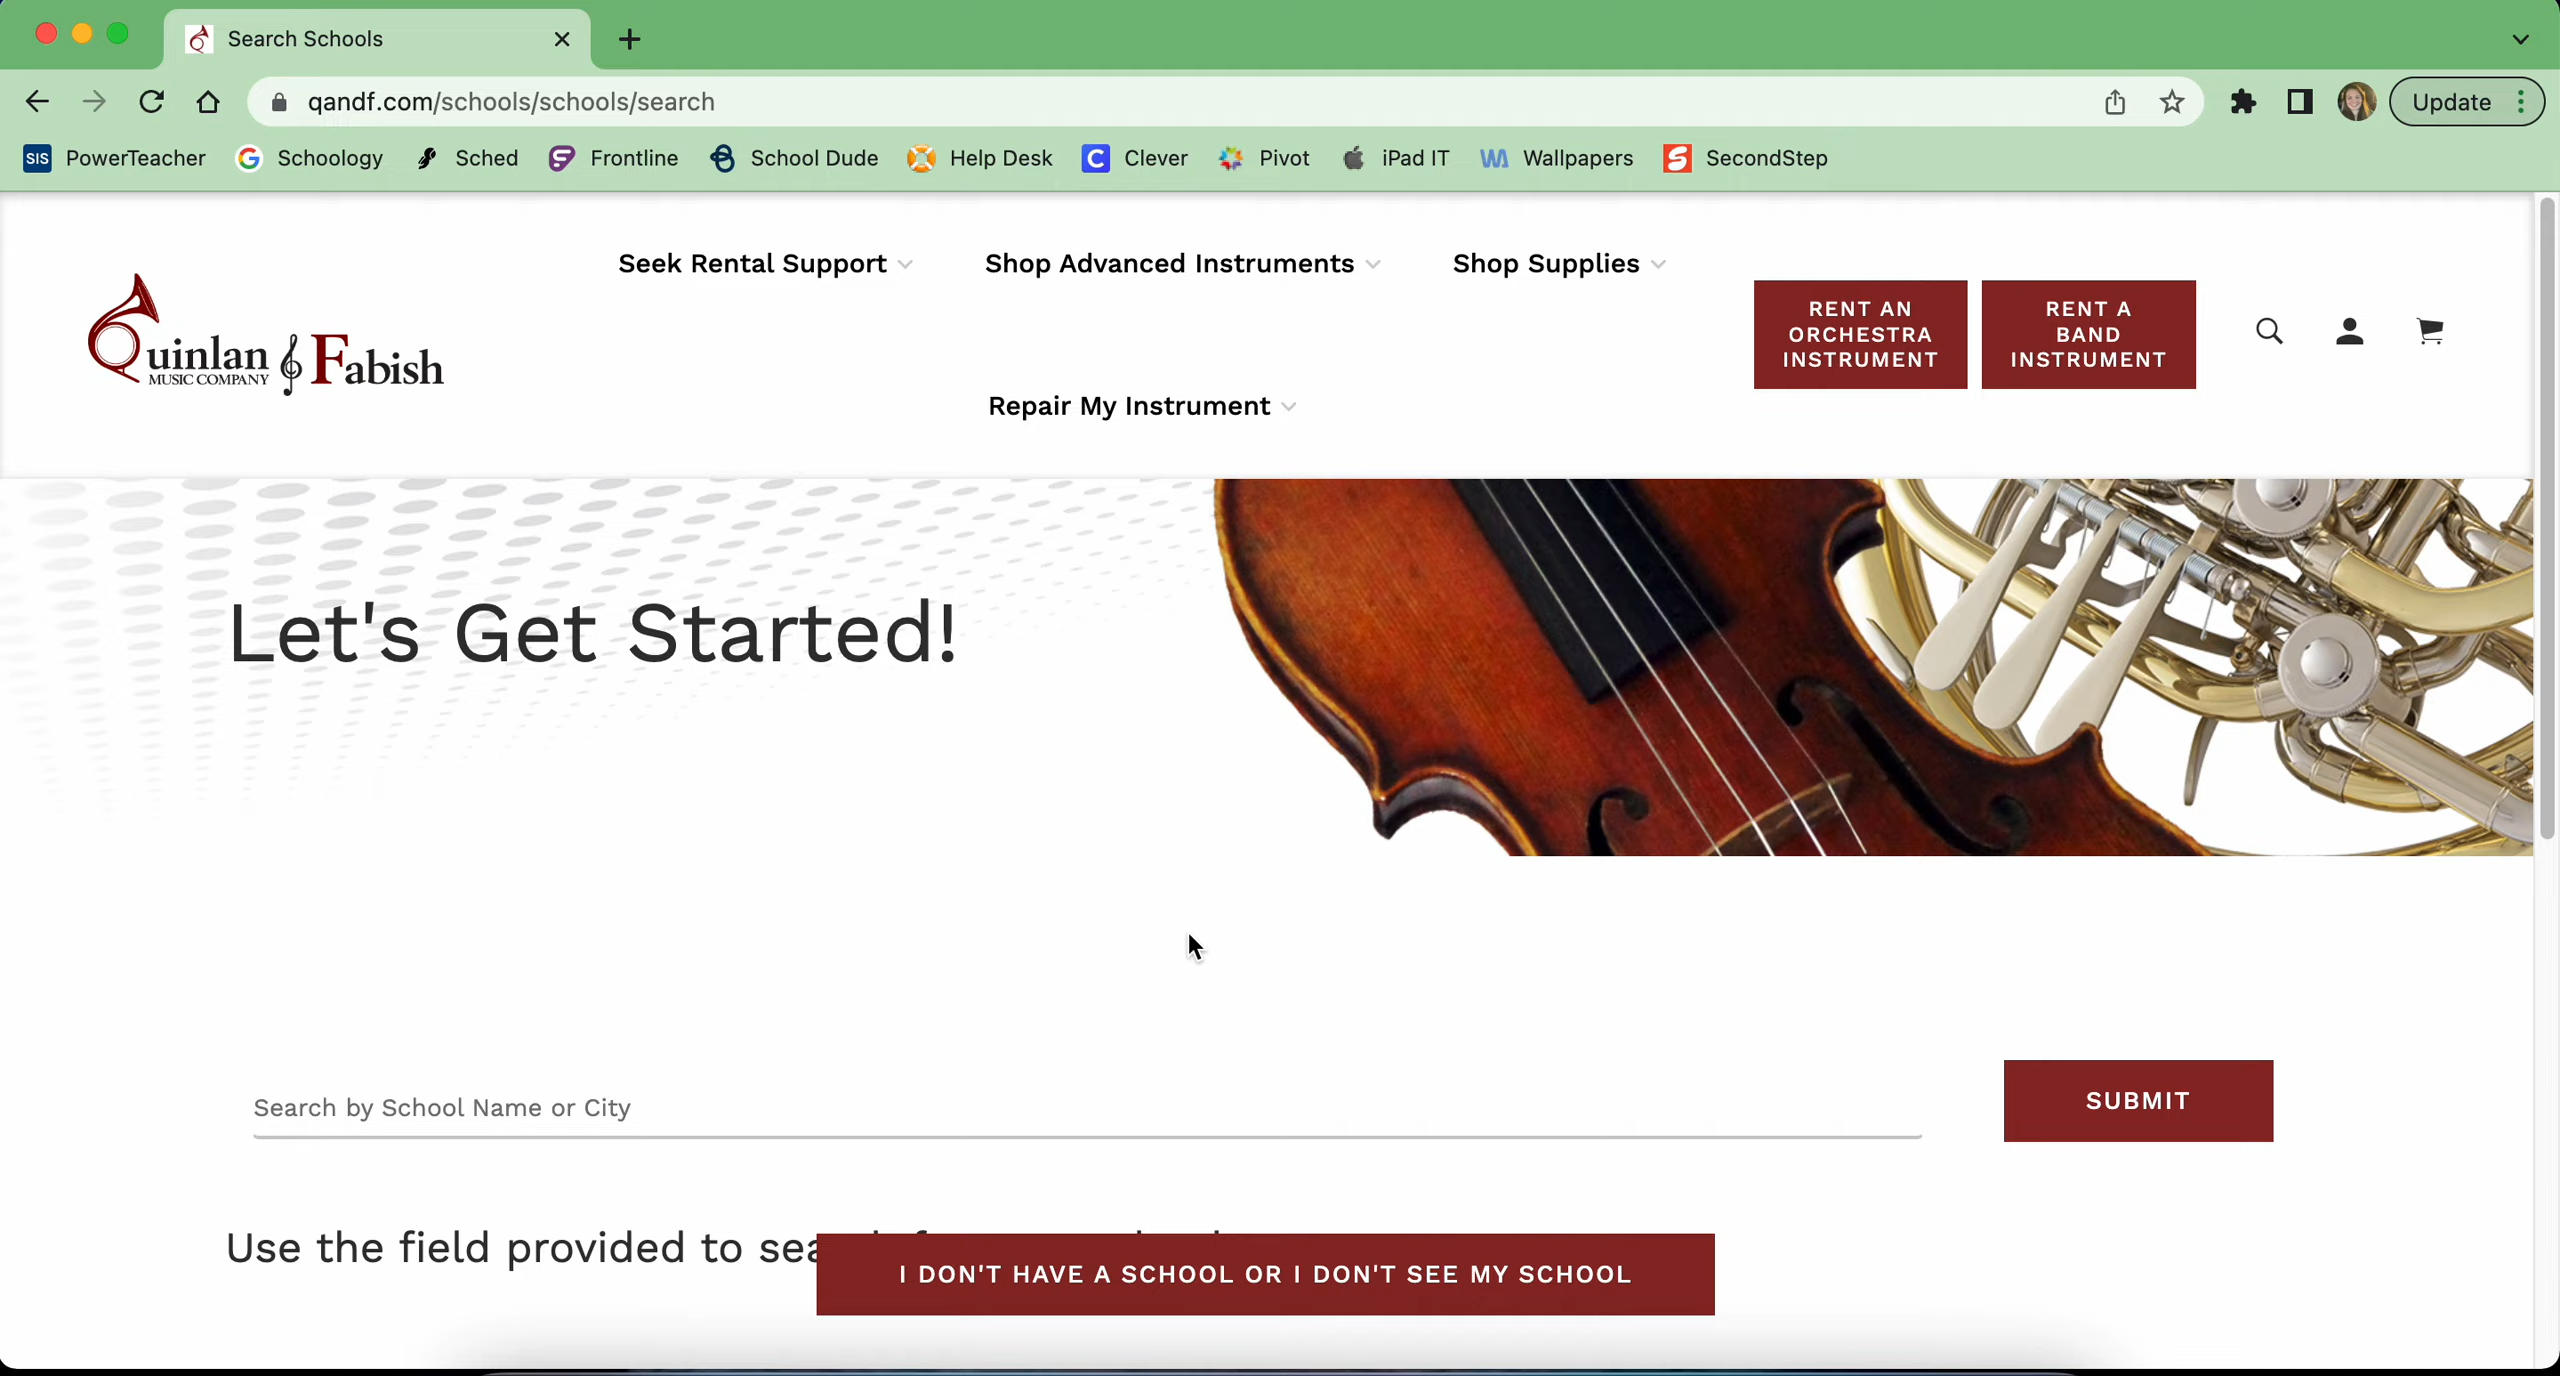 Search Schools
qandf.com/schools/schools/search
Update
SIS PowerTeacher Schoology Sched Frontline School Dude Help Desk Clever Pivot iPad IT Wallpapers SecondStep
Quinlan & Fabish
MUSIC COMPANY
Seek Rental Support Shop Advanced Instruments Shop Supplies
Repair My Instrument
RENT AN
ORCHESTRA
INSTRUMENT
RENT A
BAND
INSTRUMENT
Let's Get Started!
Search by School Name or City
SUBMIT
Use the field provided to
I DON'T HAVE A SCHOOL OR I DON'T SEE MY SCHOOL